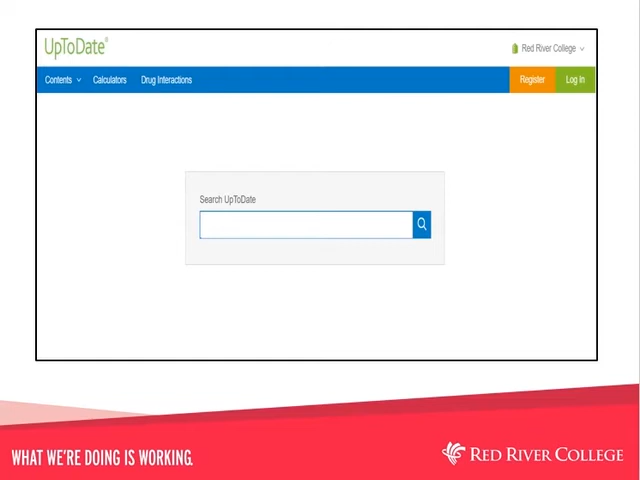 UpToDate®
Red River College
Contents Calculators Drug Interactions Register Log In
Search UpToDate
WHAT WE'RE DOING IS WORKING.
RED RIVER COLLEGE